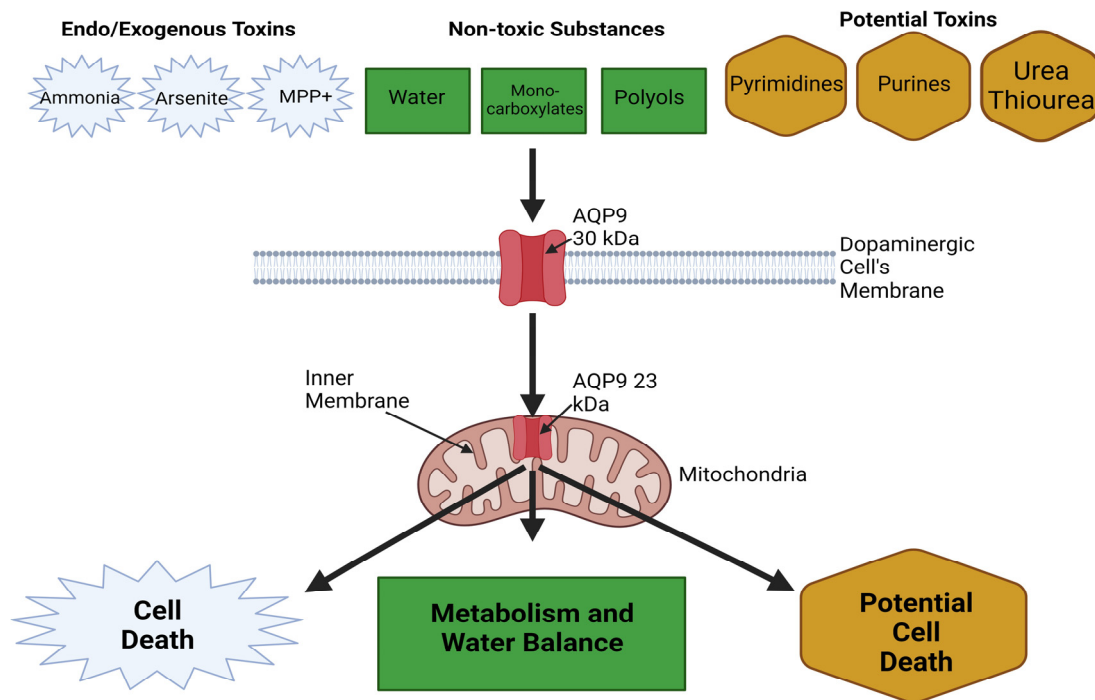 Endo/Exogenous Toxins
Non-toxic Substances
Potential Toxins
Ammonia
Arsenite
MPP+
Water
Mono-
carboxylates
Polyols
Pyrimidines
Purines
Urea
Thiourea
AQP9
30 kDa
Dopaminergic
Cell's
Membrane
Inner
Membrane
AQP9 23
kDa
Mitochondria
Cell
Death
Metabolism and
Water Balance
Potential
Cell
Death